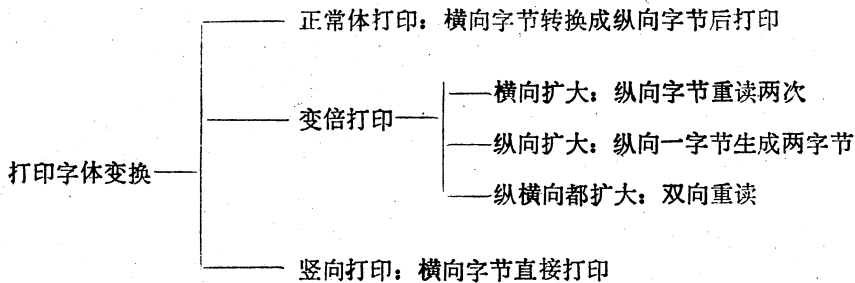 正常体打印：横向字节转换成纵向字节后打印
横向扩大：纵向字节重读两次
变倍打印
纵向扩大：纵向一字节生成两字节
打印字体变换
纵横向都扩大：双向重读
竖向打印：横向字节直接打印